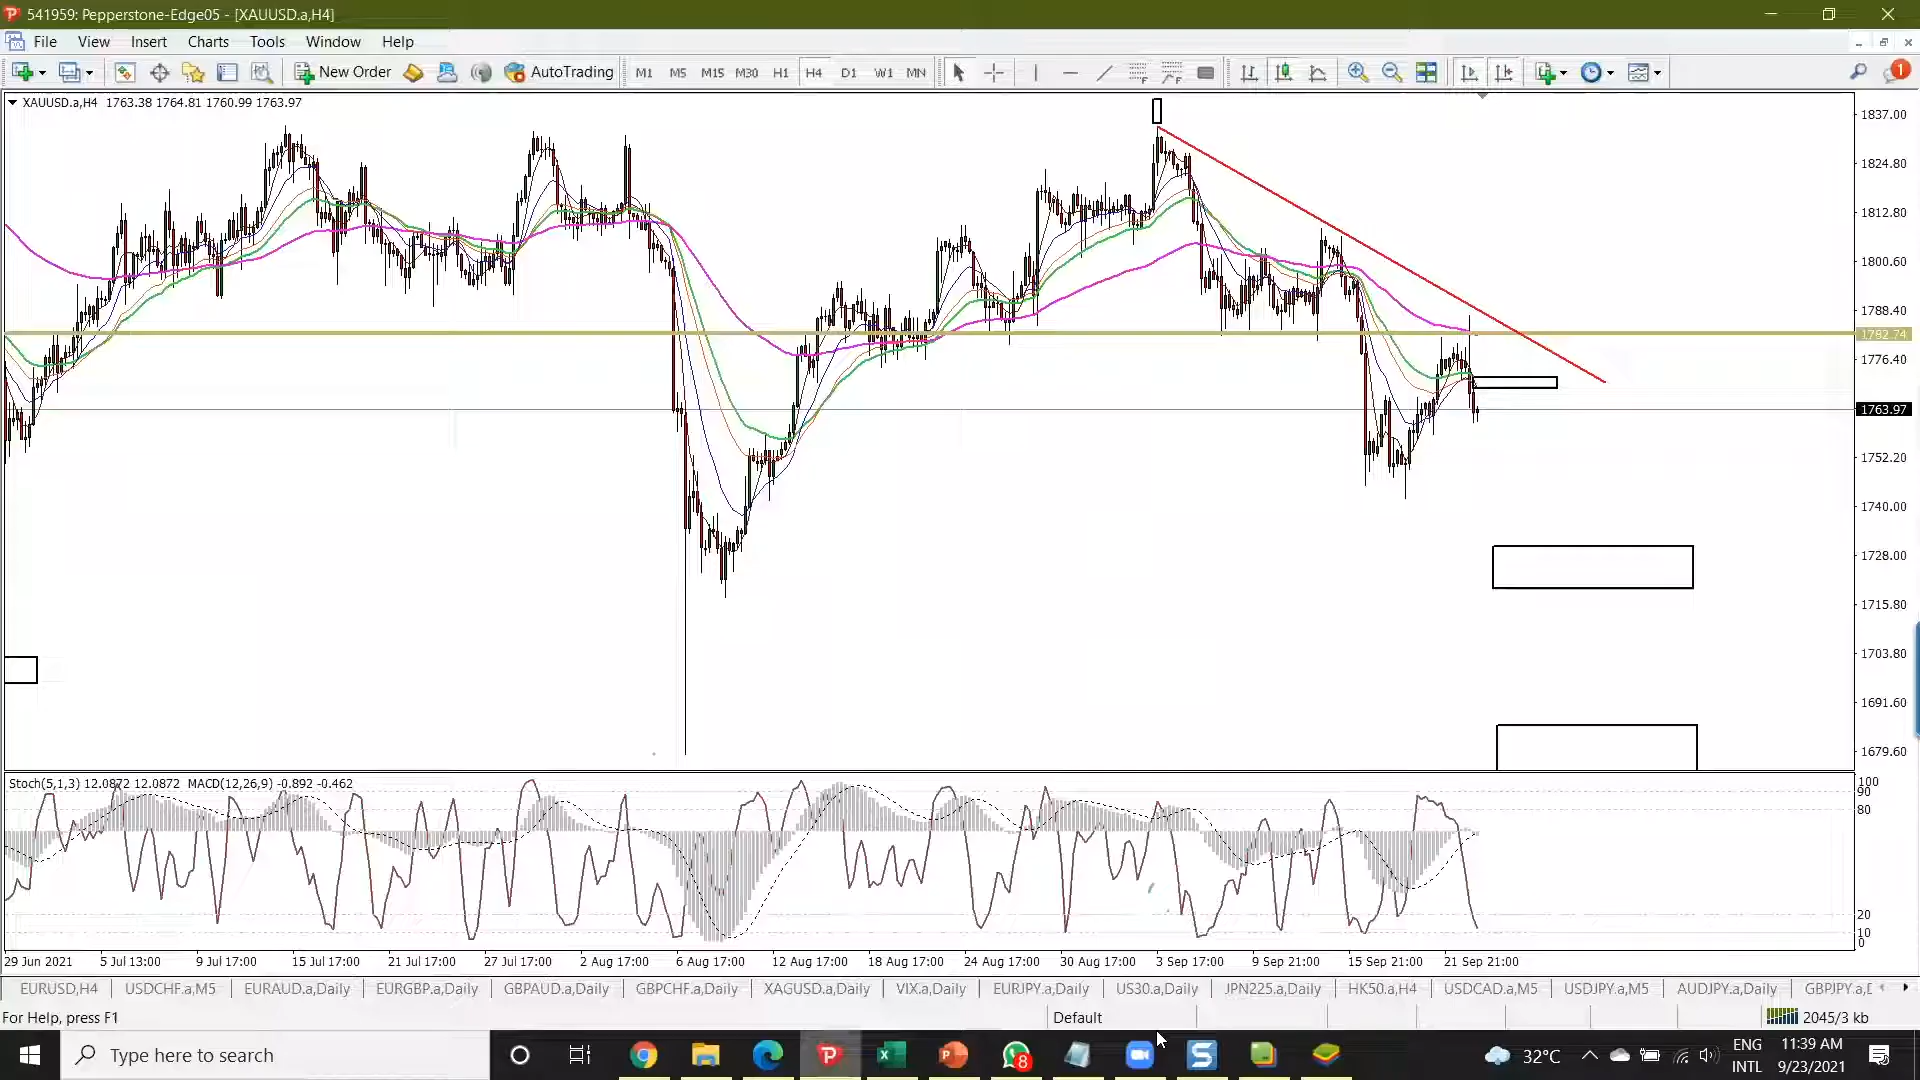 541959: Pepperstone-Edge05 - [XAUUSD.a,H4]
File View Insert Charts Tools Window Help
New Order AutoTrading M1 M5 M15 M30 H1 H4 D1 W1 MN 1
XAUUSD.a,H4 1763.38 1764.81 1760.99 1763.97
1837.00
1824.80
1812.80
1800.60
1788.40
1782.74
1776.40
1763.97
1752.20
1740.00
1728.00
1715.80
1703.80
1691.60
1679.60
Stoch(5,1,3) 12.0872 12.0872 MACD(12,26,9) -0.892 -0.462
100
90
80
20
10
0
29 Jun 2021 5 Jul 13:00 9 Jul 17:00 15 Jul 17:00 21 Jul 17:00 27 Jul 17:00 2 Aug 17:00 6 Aug 17:00 12 Aug 17:00 18 Aug 17:00 24 Aug 17:00 30 Aug 17:00 3 Sep 17:00 9 Sep 21:00 15 Sep 21:00 21 Sep 21:00
EURUSD,H4 USDCHF.a,M5 EURAUD.a,Daily EURGBP.a,Daily GBPAUD.a,Daily GBPCHF.a,Daily XAGUSD.a,Daily VIX.a,Daily EURJPY.a,Daily US30.a,Daily JPN225.a,Daily HK50.a,H4 USDCAD.a,M5 USDJPY.a,M5 AUDJPY.a,Daily GBPJPY.a,D
For Help, press F1 Default 2045/3 kb
Type here to search 8 32°C ENG 11:39 AM
INTL 9/23/2021